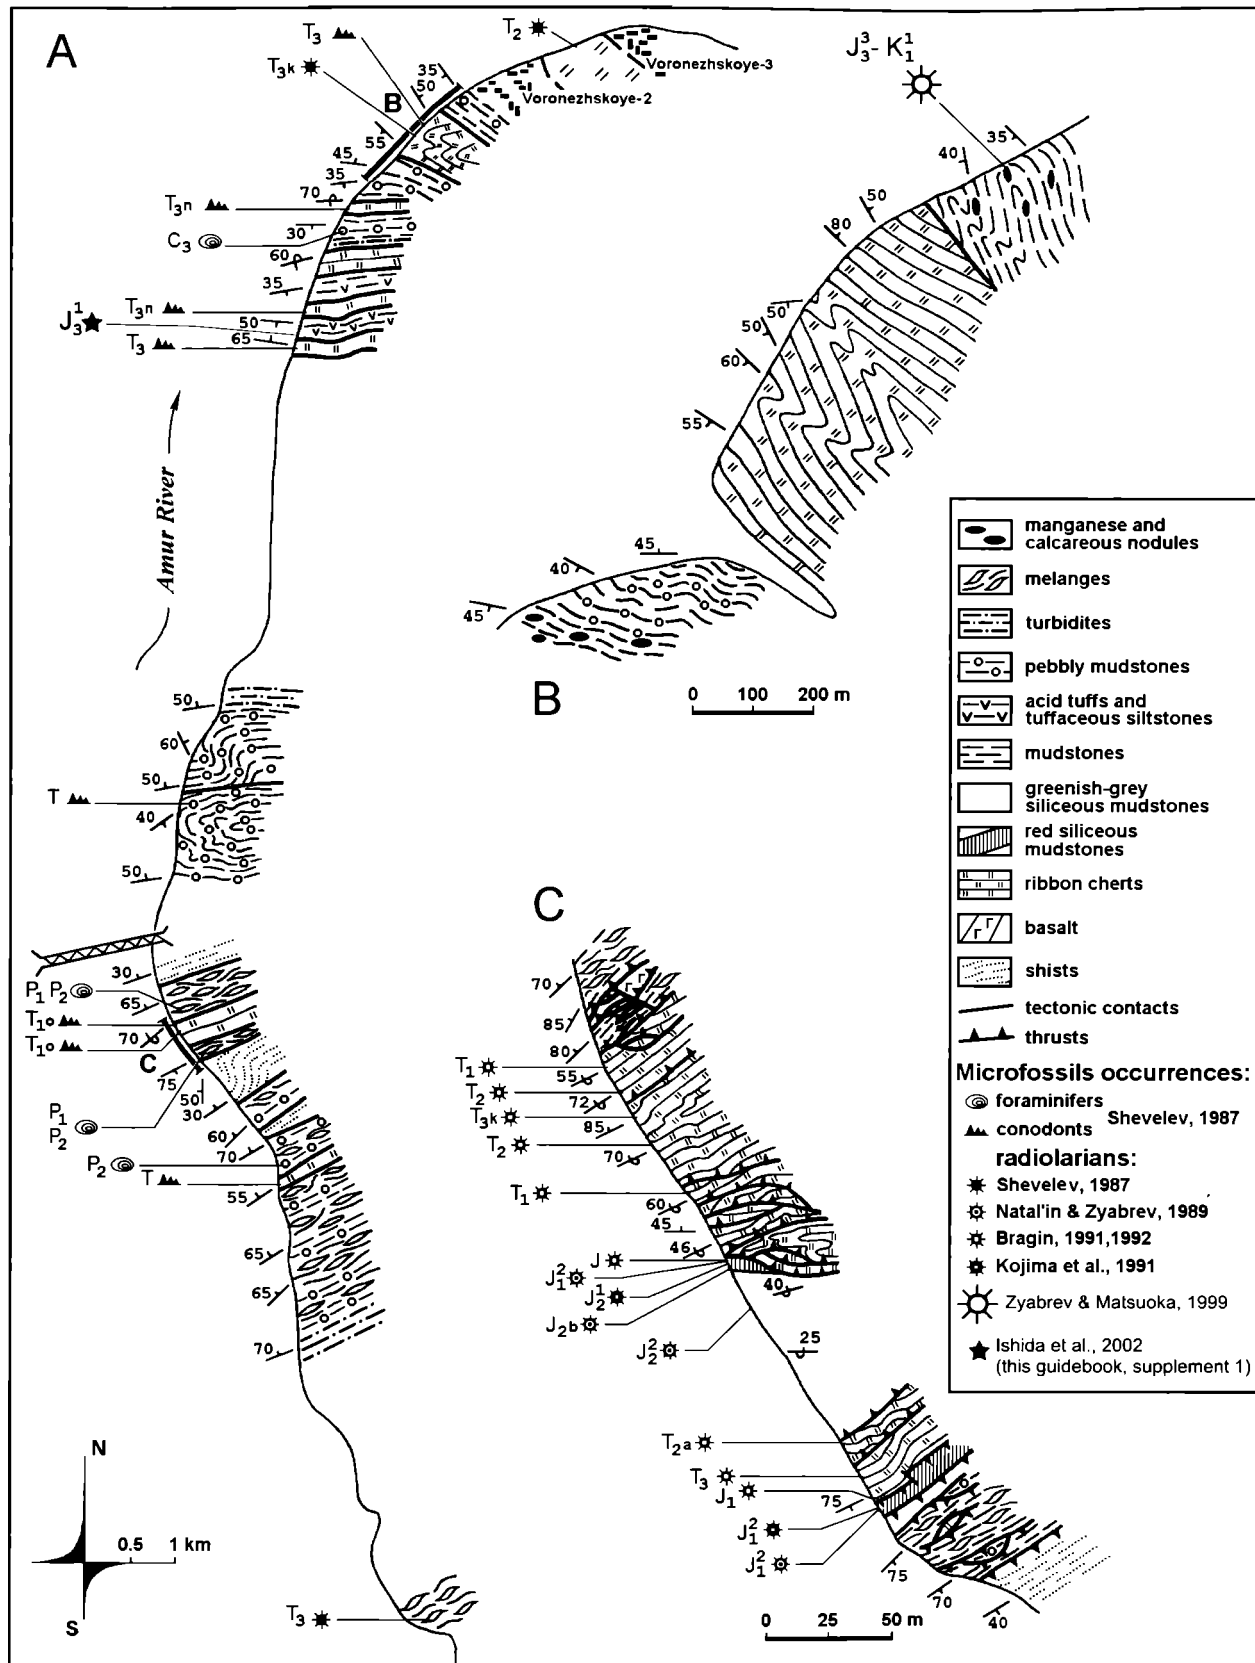 A
T₃
T₃k
T₂
Voronezhskoye-3
Voronezhskoye-2
B
35
50
55
45
35
70
T₃n
C₃
30
60
35
T₃n
J₃¹
50
T₃
65
Amur River
50
60
50
T
40
50
30
P₁ P₂
65
T₁o
T₁o
70
C
75
50
30
P₁
P₂
60
P₂
70
T
55
65
65
70
N
0.5 1 km
S
T₃
J₃³- K₁¹
35
40
50
80
50
50
60
55
45
40
45
B
0 100 200 m
C
70
85
80
T₁
55
T₂
72
T₃k
85
T₂
70
T₁
60
45
46
J
J₁²
J₂¹
40
J₂b
J₂²
25
T₂a
T₃
J₁
75
J₁²
J₁²
75
70
40
0 25 50 m
manganese and
calcareous nodules
melanges
turbidites
pebbly mudstones
acid tuffs and
tuffaceous siltstones
mudstones
greenish-grey
siliceous mudstones
red siliceous
mudstones
ribbon cherts
basalt
shists
tectonic contacts
thrusts
Microfossils occurrences:
foraminifers
Shevelev, 1987
conodonts
radiolarians:
Shevelev, 1987
Natal'in & Zyabrev, 1989
Bragin, 1991,1992
Kojima et al., 1991
Zyabrev & Matsuoka, 1999
Ishida et al., 2002
(this guidebook, supplement 1)